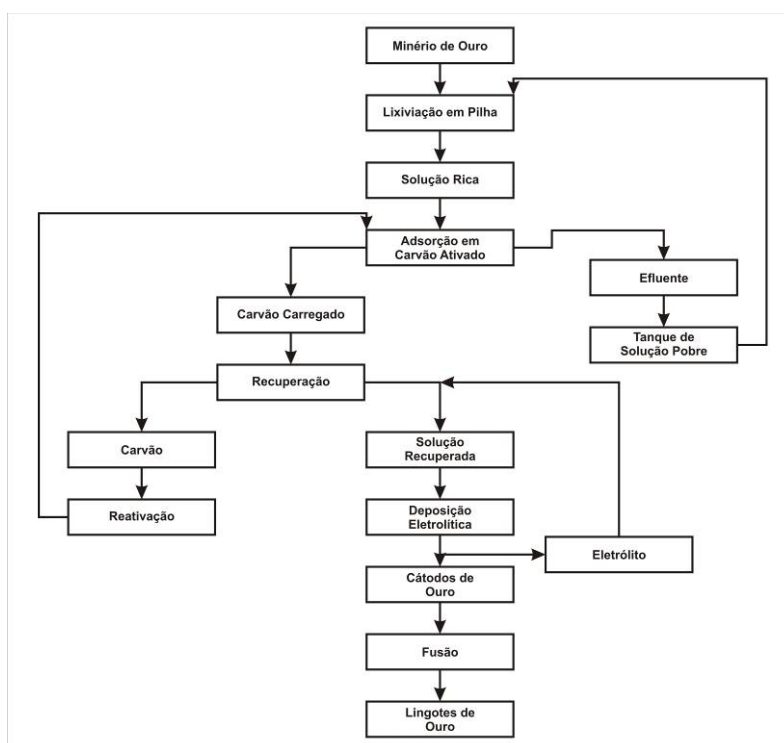 Minério de Ouro
Lixiviação em Pilha
Solução Rica
Adsorção em
Carvão Ativado
Efluente
Carvão Carregado
Tanque de
Solução Pobre
Recuperação
Carvão
Solução
Recuperada
Reativação
Deposição
Eletrolítica
Eletrólito
Cátodos de
Ouro
Fusão
Lingotes de
Ouro